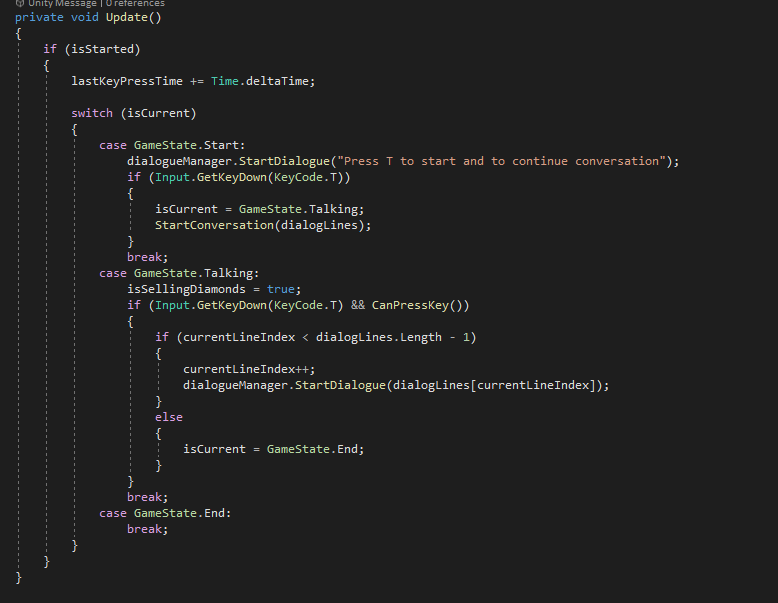 Unity Message | 0 references
private void Update()
{
    if (isStarted)
    {
        lastKeyPressTime += Time.deltaTime;

        switch (isCurrent)
        {
            case GameState.Start:
                dialogueManager.StartDialogue("Press T to start and to continue conversation");
                if (Input.GetKeyDown(KeyCode.T))
                {
                    isCurrent = GameState.Talking;
                    StartConversation(dialogLines);
                }
                break;
            case GameState.Talking:
                isSellingDiamonds = true;
                if (Input.GetKeyDown(KeyCode.T) && CanPressKey())
                {
                    if (currentLineIndex < dialogLines.Length - 1)
                    {
                        currentLineIndex++;
                        dialogueManager.StartDialogue(dialogLines[currentLineIndex]);
                    }
                    else
                    {
                        isCurrent = GameState.End;
                    }
                }
                break;
            case GameState.End:
                break;
        }
    }
}